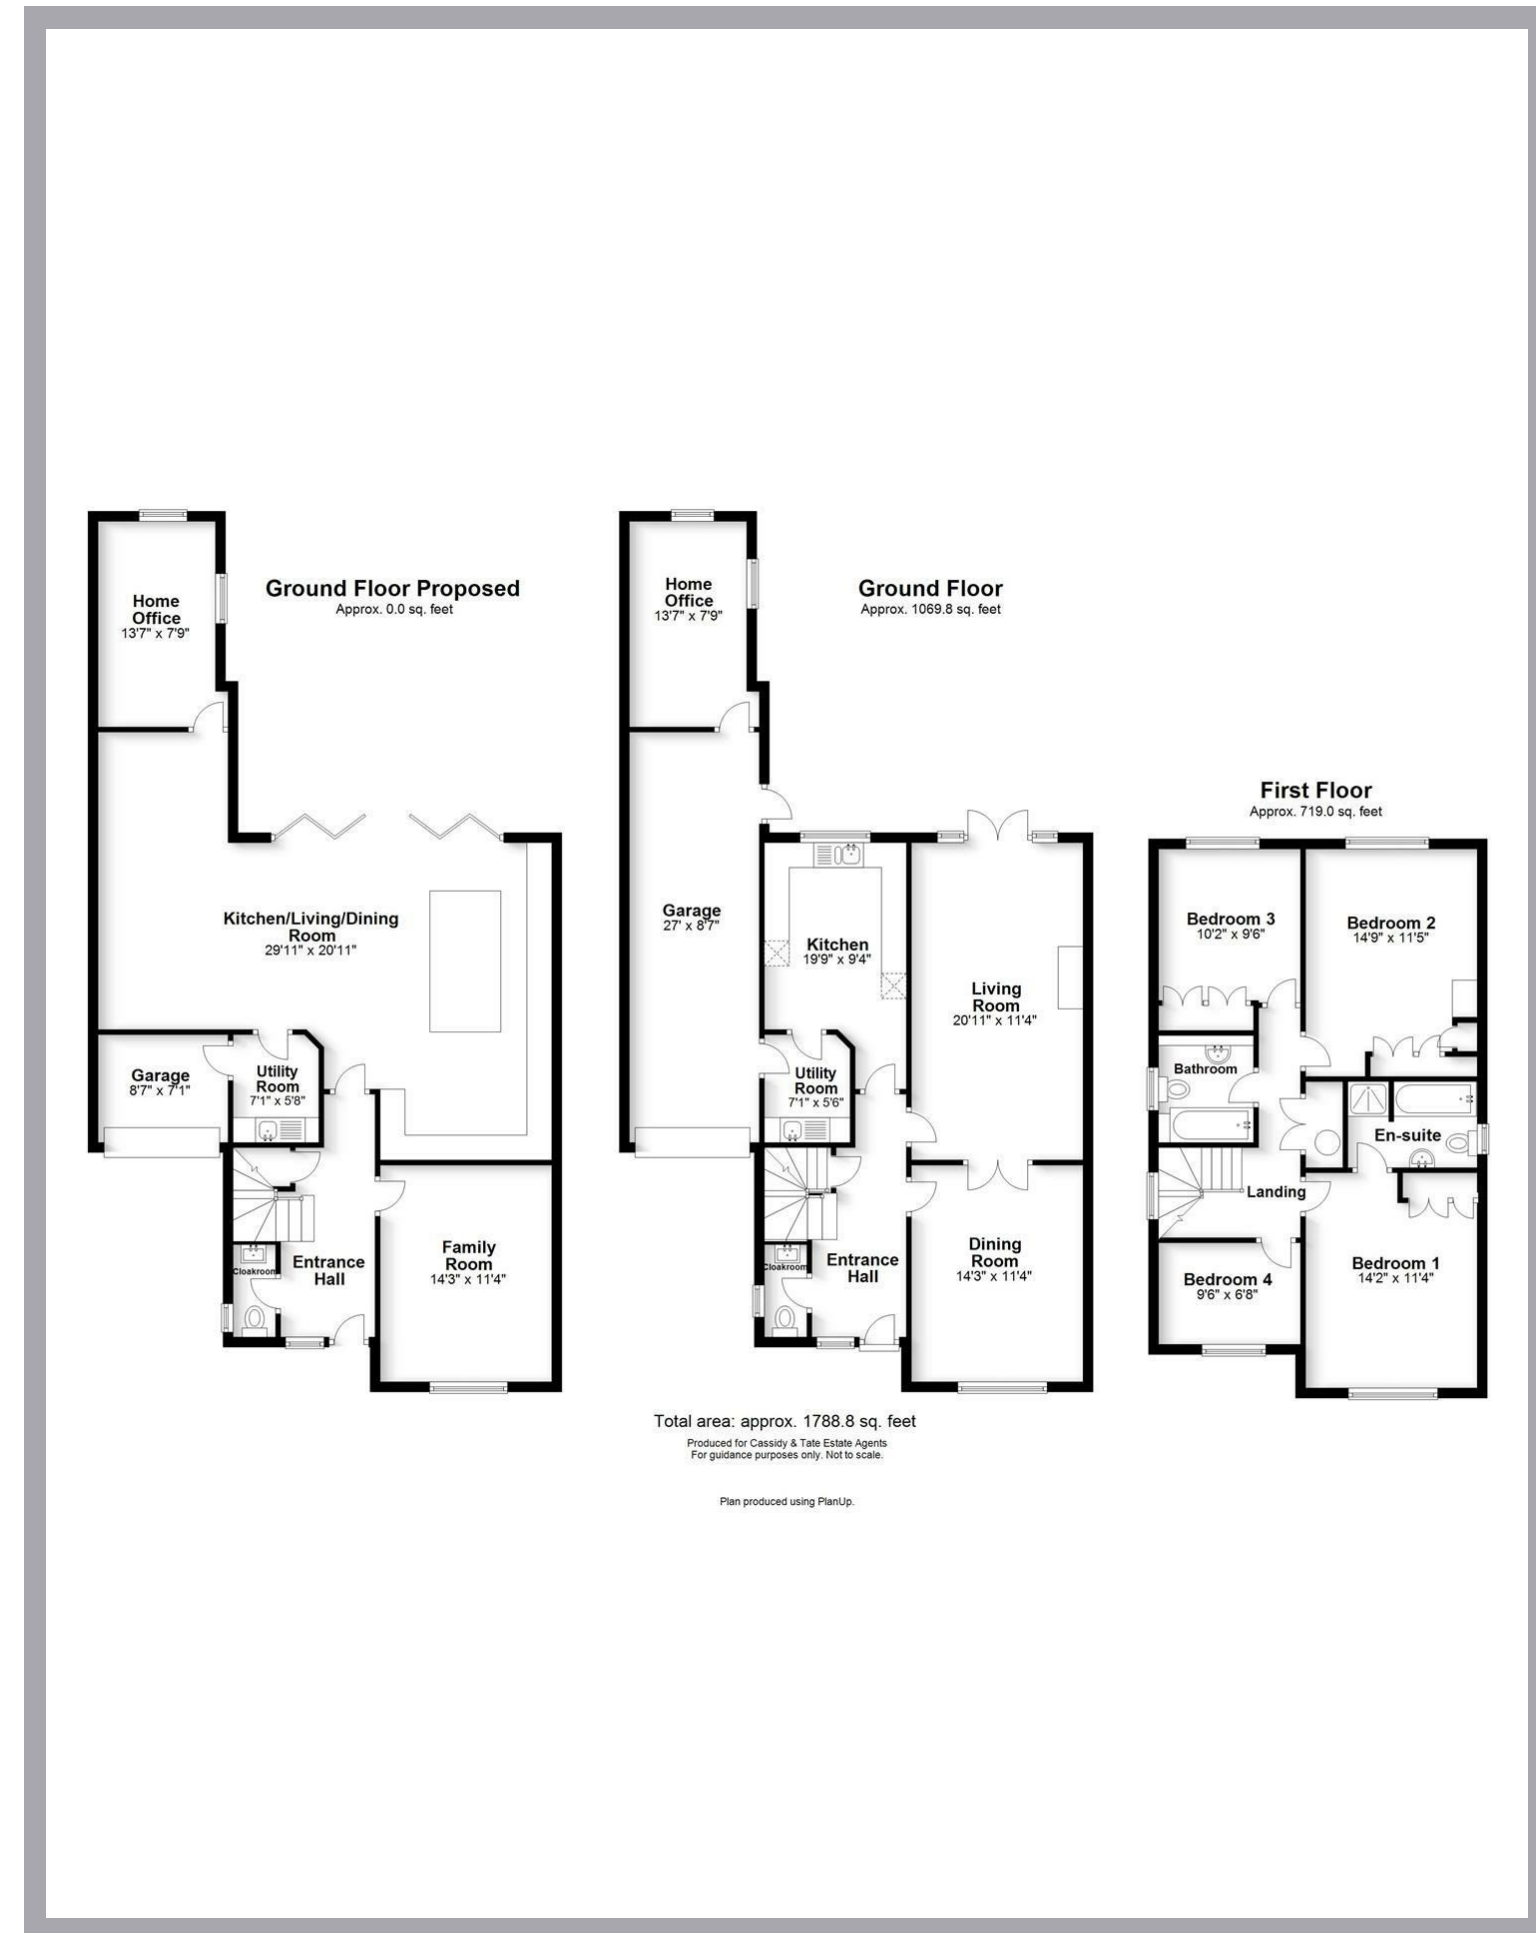 Ground Floor Proposed
Approx. 0.0 sq. feet
Home
Office
13'7" x 7'9"
Kitchen/Living/Dining
Room
29'11" x 20'11"
Garage
8'7" x 7'1"
Utility
Room
7'1" x 5'8"
Cloakroom
Entrance
Hall
Family
Room
14'3" x 11'4"
Ground Floor
Approx. 1069.8 sq. feet
Home
Office
13'7" x 7'9"
Garage
27' x 8'7"
Kitchen
19'9" x 9'4"
Living
Room
20'11" x 11'4"
Utility
Room
7'1" x 5'6"
Cloakroom
Entrance
Hall
Dining
Room
14'3" x 11'4"
First Floor
Approx. 719.0 sq. feet
Bedroom 3
10'2" x 9'6"
Bedroom 2
14'9" x 11'5"
Bathroom
En-suite
Landing
Bedroom 4
9'6" x 6'8"
Bedroom 1
14'2" x 11'4"
Total area: approx. 1788.8 sq. feet
Produced for Cassidy & Tate Estate Agents
For guidance purposes only. Not to scale.
Plan produced using PlanUp.